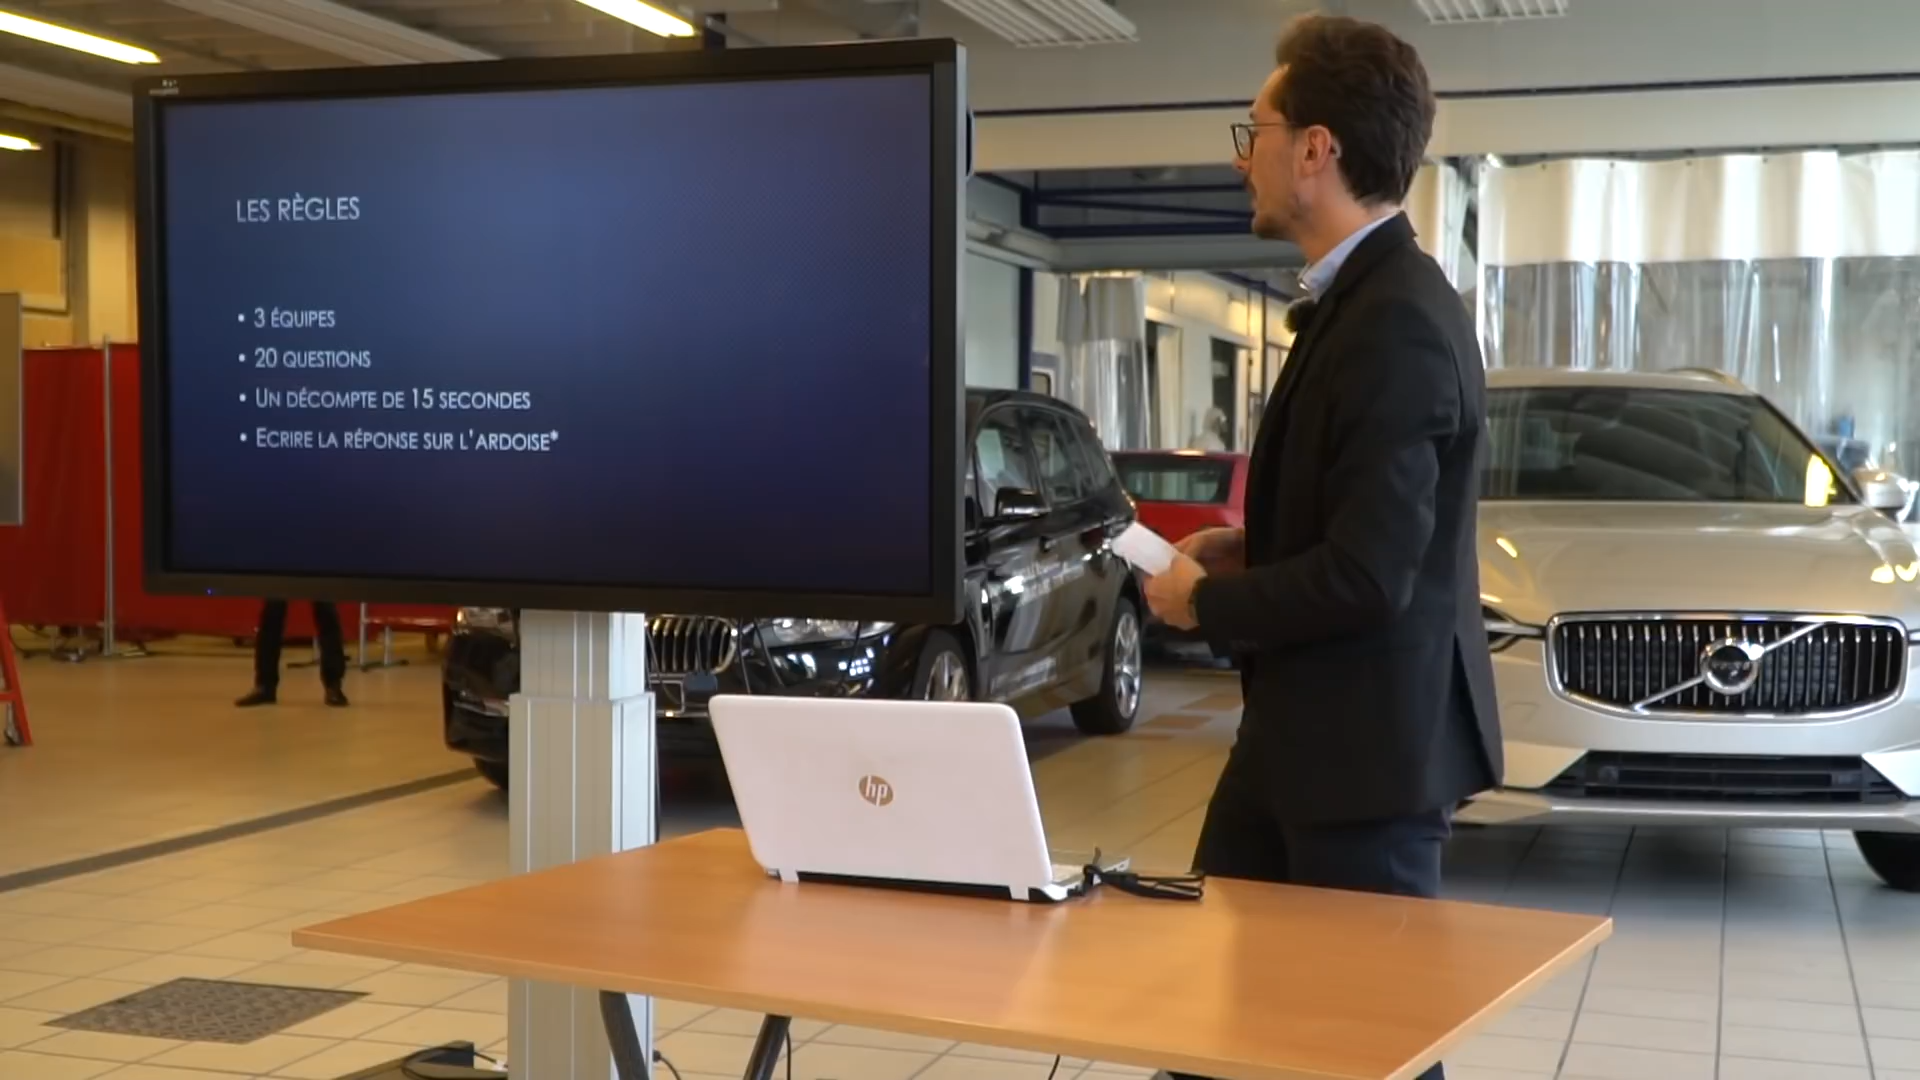 LES RÈGLES
• 3 ÉQUIPES
• 20 QUESTIONS
• UN DÉCOMPTE DE 15 SECONDES
• ECRIRE LA RÉPONSE SUR L'ARDOISE*
hp